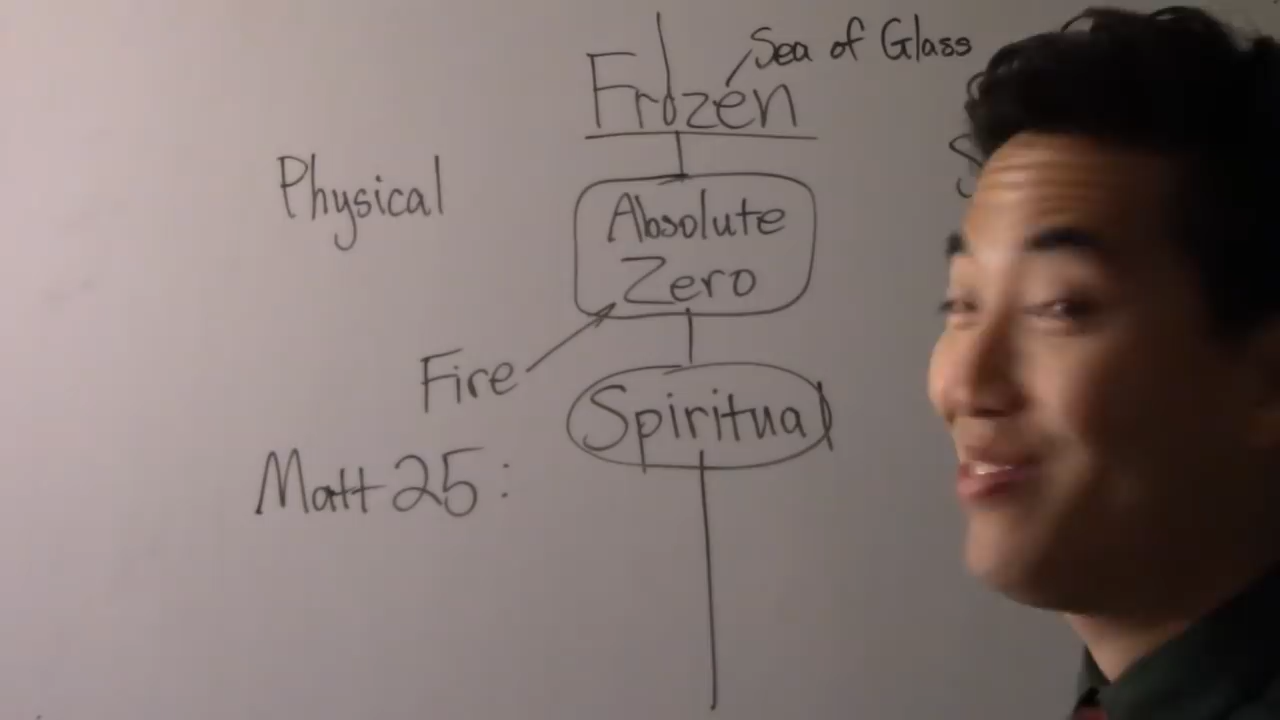 Sea of Glass
Frozen
Physical
Absolute
Zero
Fire
Spiritual
Matt 25: